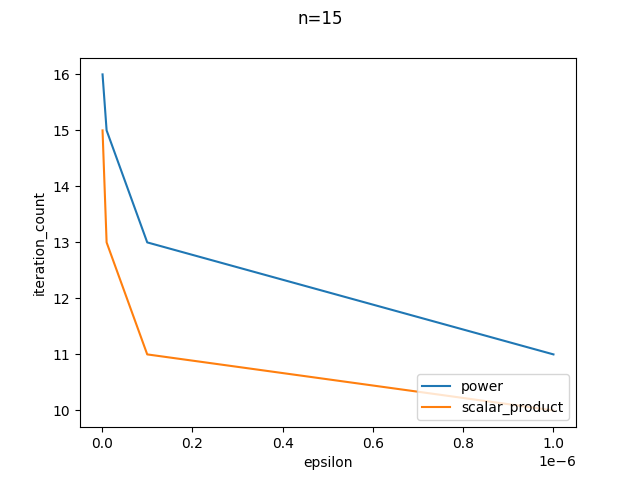 n=15
iteration_count
16
15
14
13
12
11
10
power
scalar_product
0.0 0.2 0.4 0.6 0.8 1.0
1e−6
epsilon